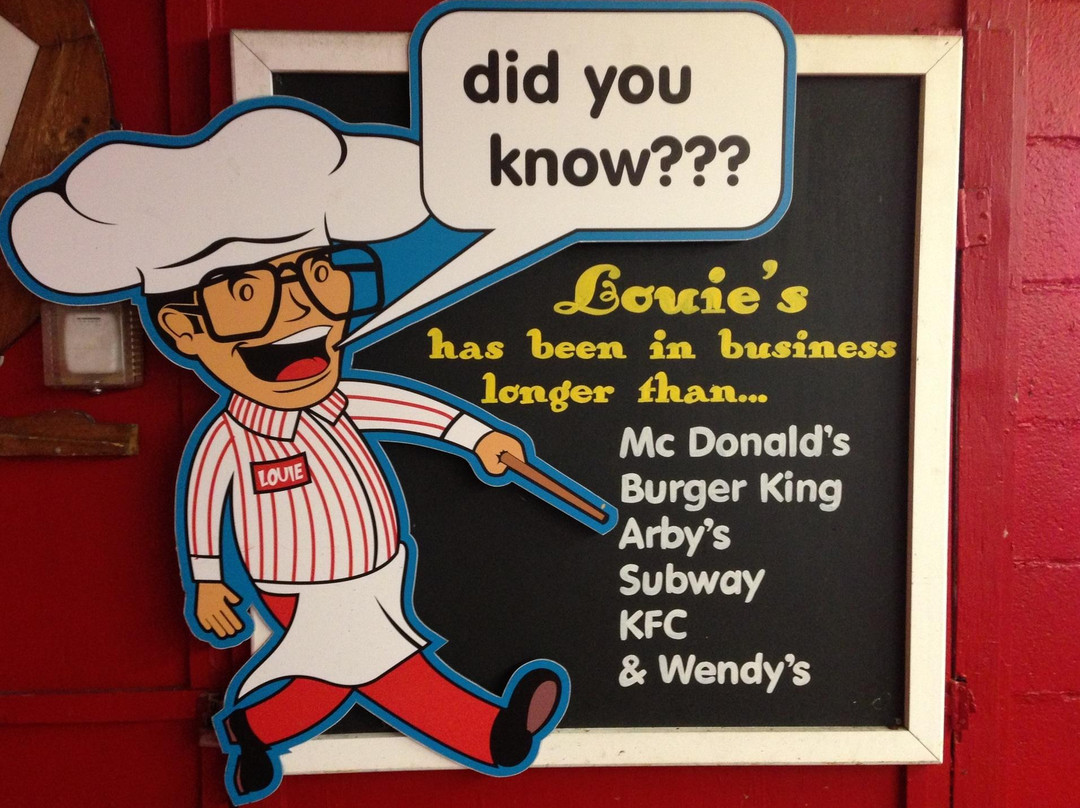 did you
know???
Louie's
has been in business
longer than...
LOUIE
Mc Donald's
Burger King
Arby's
Subway
KFC
& Wendy's